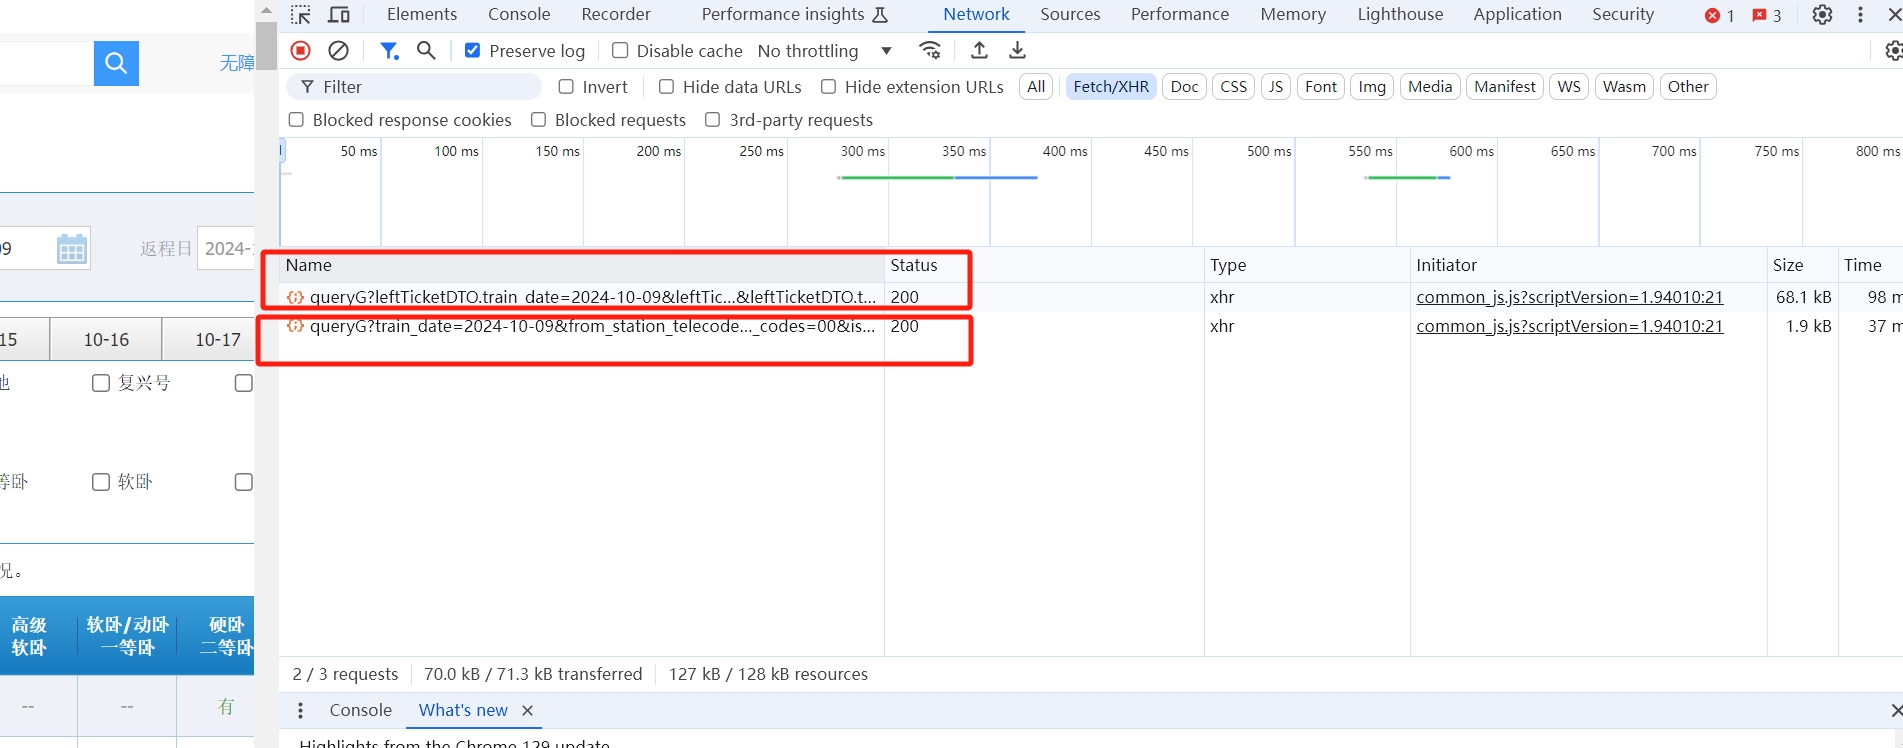 Elements Console Recorder Performance insights Network Sources Performance Memory Lighthouse Application Security 1 3
无障
Preserve log Disable cache No throttling
Filter Invert Hide data URLs Hide extension URLs All Fetch/XHR Doc CSS JS Font Img Media Manifest WS Wasm Other
Blocked response cookies Blocked requests 3rd-party requests
50 ms 100 ms 150 ms 200 ms 250 ms 300 ms 350 ms 400 ms 450 ms 500 ms 550 ms 600 ms 650 ms 700 ms 750 ms 800 ms
09 返程日 2024-
Name Status Type Initiator Size Time
queryG?leftTicketDTO.train_date=2024-10-09&leftTic...&leftTicketDTO.t... 200 xhr common_js.js?scriptVersion=1.94010:21 68.1 kB 98 m
queryG?train_date=2024-10-09&from_station_telecode..._codes=00&is... 200 xhr common_js.js?scriptVersion=1.94010:21 1.9 kB 37 m
15 10-16 10-17
复兴号
等卧 软卧
况。
高级 软卧/动卧 硬卧
软卧 一等卧 二等卧
-- -- 有
2 / 3 requests 70.0 kB / 71.3 kB transferred 127 kB / 128 kB resources
Console What's new
Highlights from the Chrome 129 update